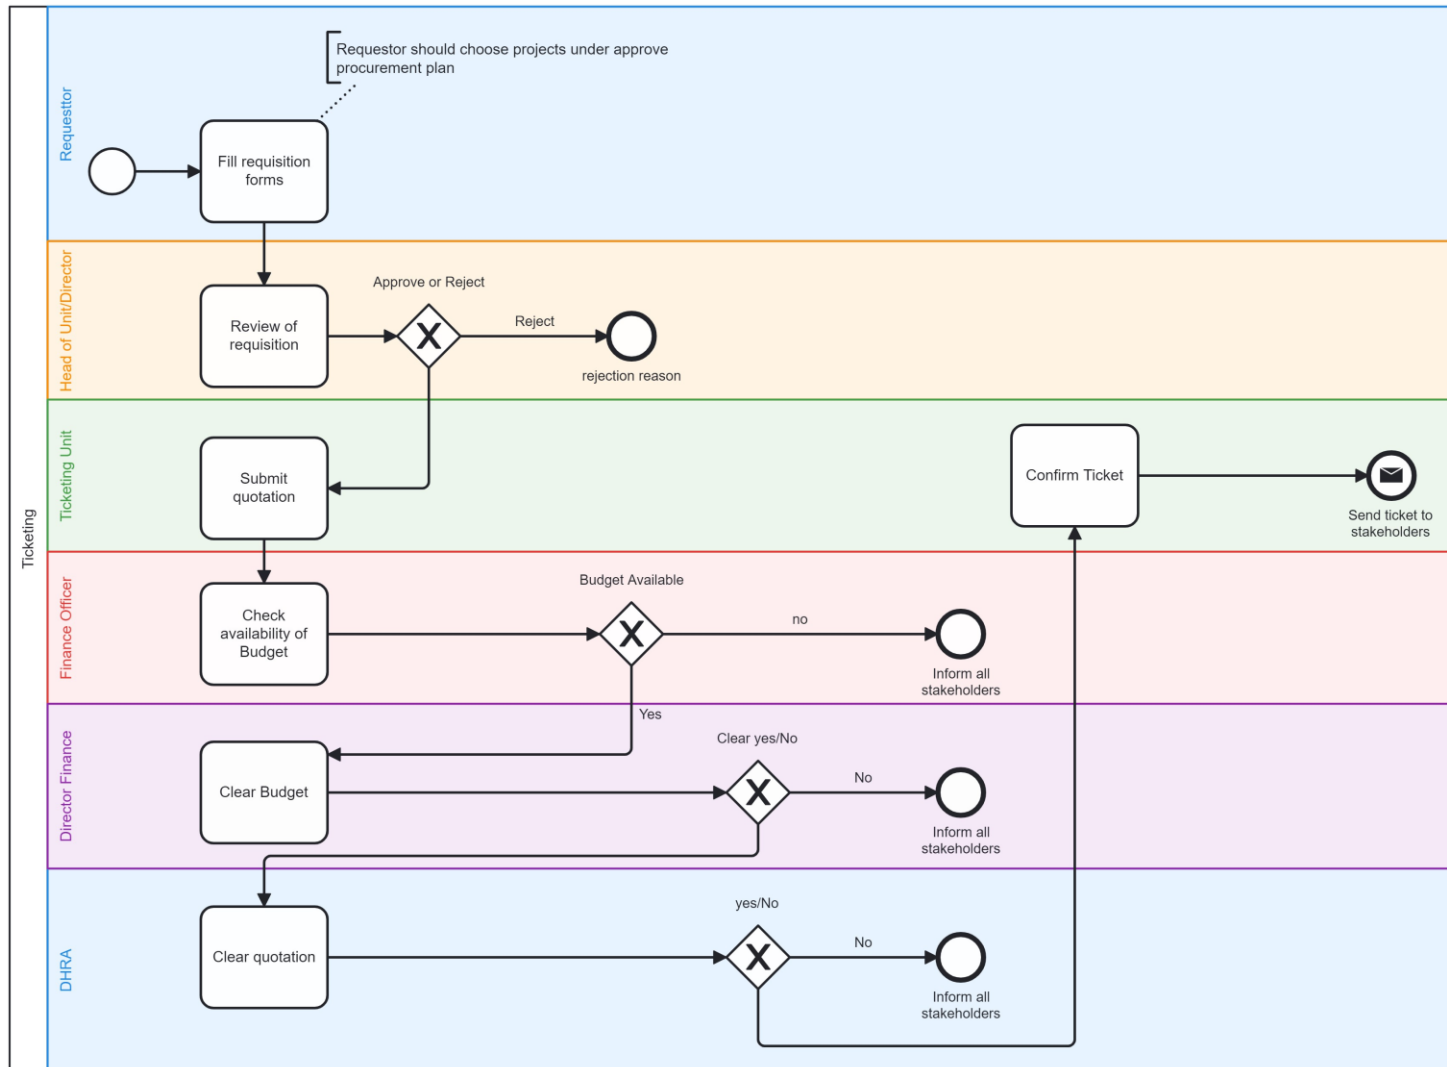 Ticketing
Requesttor
Requestor should choose projects under approve
procurement plan
Fill requisition
forms
Head of Unit/Director
Review of
requisition
Approve or Reject
Reject
rejection reason
Ticketing Unit
Submit
quotation
Confirm Ticket
Send ticket to
stakeholders
Finance Officer
Check
availability of
Budget
Budget Available
no
Inform all
stakeholders
Yes
Director Finance
Clear Budget
Clear yes/No
No
Inform all
stakeholders
DHRA
Clear quotation
yes/No
No
Inform all
stakeholders